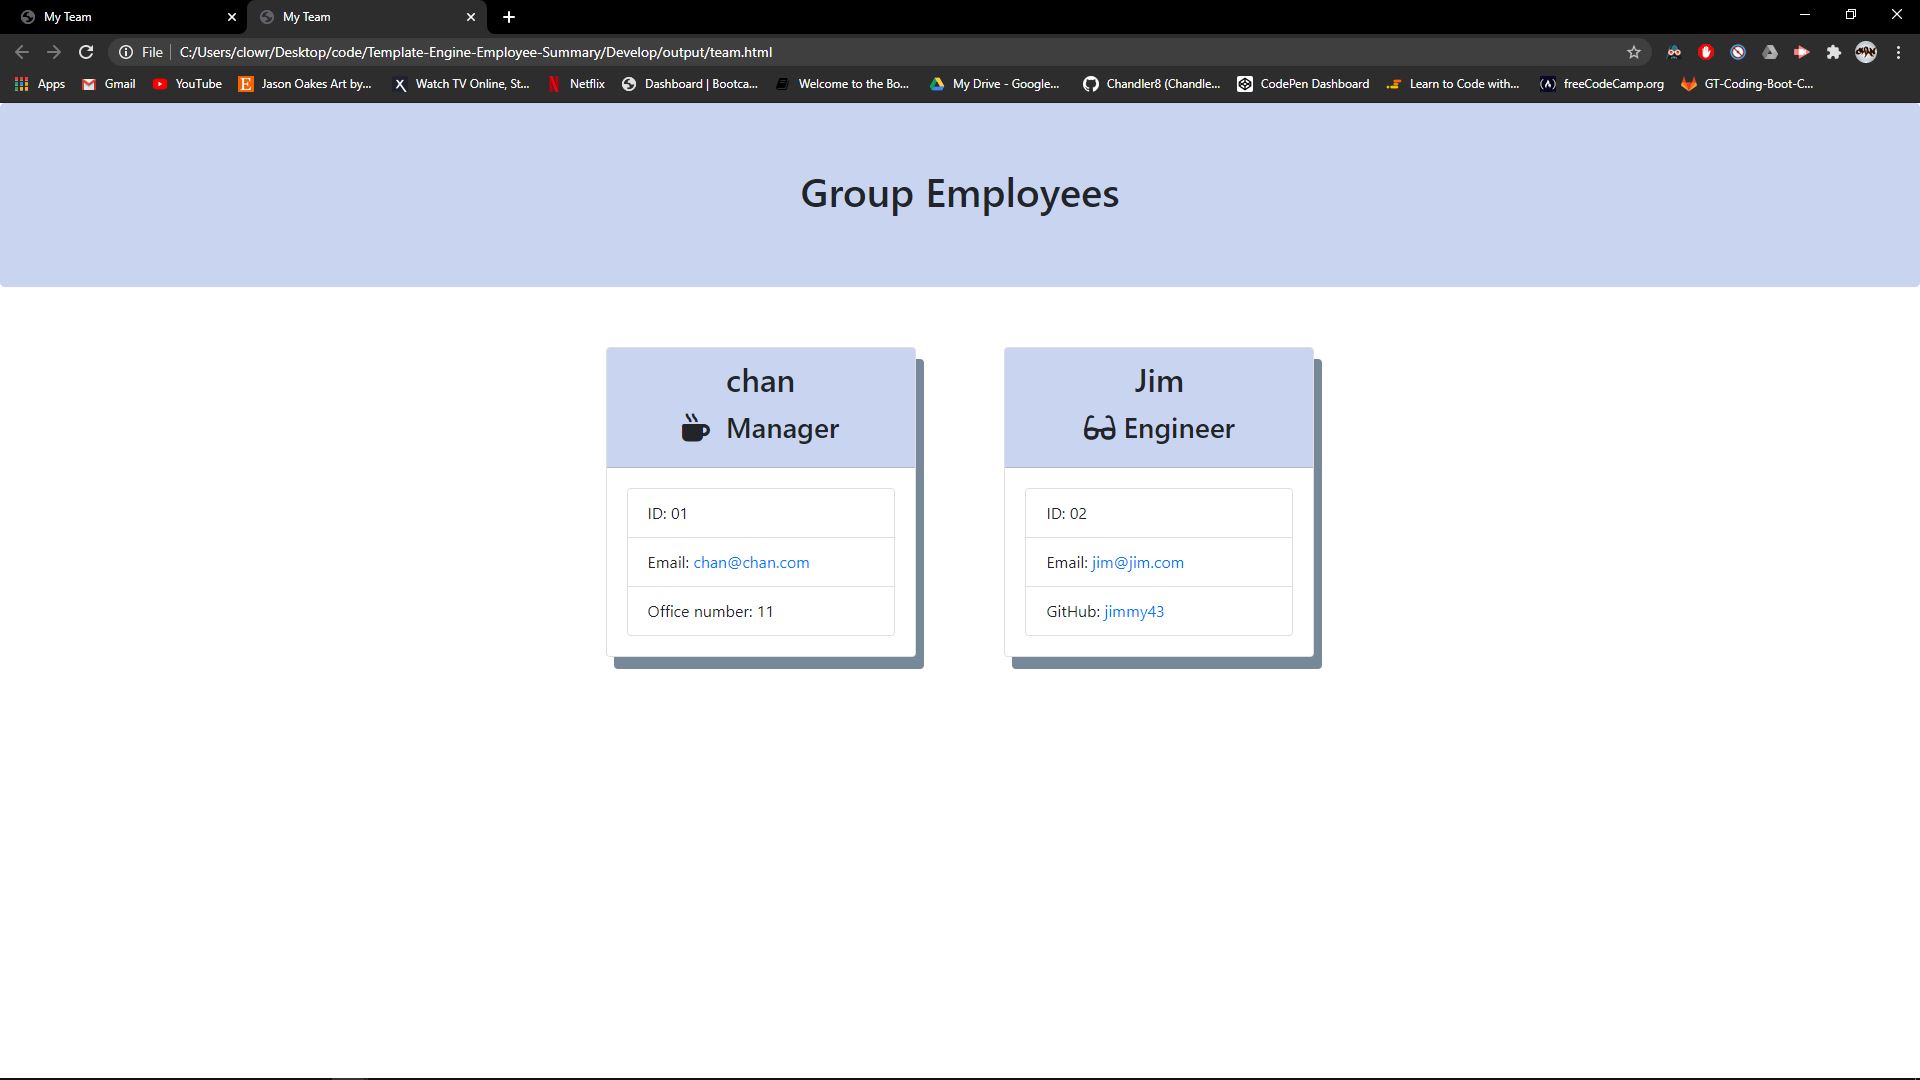 My Team
My Team
File C:/Users/clowr/Desktop/code/Template-Engine-Employee-Summary/Develop/output/team.html
Apps Gmail YouTube Jason Oakes Art by... Watch TV Online, St... Netflix Dashboard | Bootca... Welcome to the Bo... My Drive - Google... Chandler8 (Chandle... CodePen Dashboard Learn to Code with... freeCodeCamp.org GT-Coding-Boot-C...
Group Employees
chan
Manager
ID: 01
Email: chan@chan.com
Office number: 11
Jim
Engineer
ID: 02
Email: jim@jim.com
GitHub: jimmy43